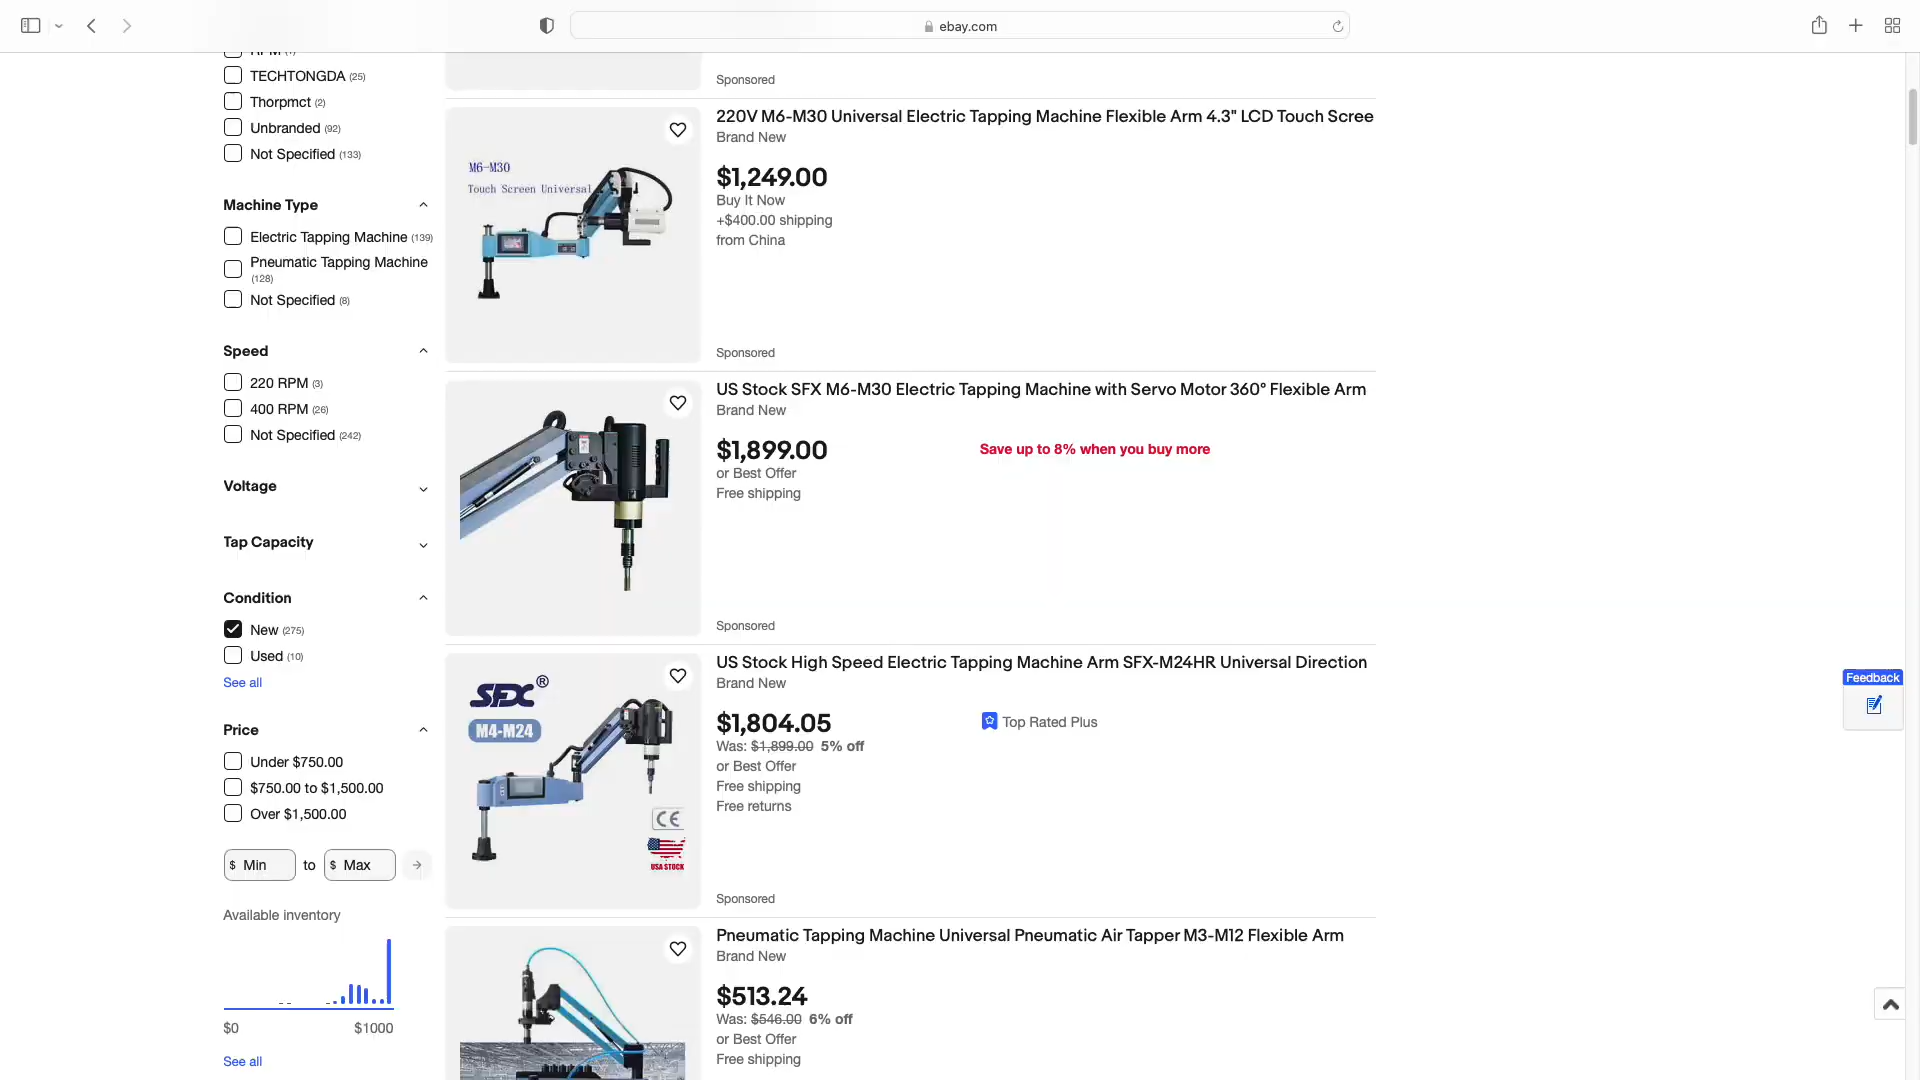 ebay.com
TECHTONGDA (25)
Thorpmct (2)
Unbranded (92)
Not Specified (133)
Machine Type
Electric Tapping Machine (139)
Pneumatic Tapping Machine
(128)
Not Specified (8)
Speed
220 RPM (3)
400 RPM (26)
Not Specified (242)
Voltage
Tap Capacity
Condition
New (275)
Used (10)
See all
Price
Under $750.00
$750.00 to $1,500.00
Over $1,500.00
$ Min to $ Max
Available inventory
$0 $1000
See all
Sponsored
M6-M30
Touch Screen Universal
220V M6-M30 Universal Electric Tapping Machine Flexible Arm 4.3" LCD Touch Scree
Brand New
$1,249.00
Buy It Now
+$400.00 shipping
from China
Sponsored
US Stock SFX M6-M30 Electric Tapping Machine with Servo Motor 360° Flexible Arm
Brand New
$1,899.00
Save up to 8% when you buy more
or Best Offer
Free shipping
Sponsored
SFX®
M4-M24
CE
USA STOCK
US Stock High Speed Electric Tapping Machine Arm SFX-M24HR Universal Direction
Brand New
$1,804.05
Top Rated Plus
Was: $1,899.00 5% off
or Best Offer
Free shipping
Free returns
Sponsored
Pneumatic Tapping Machine Universal Pneumatic Air Tapper M3-M12 Flexible Arm
Brand New
$513.24
Was: $546.00 6% off
or Best Offer
Free shipping
Feedback